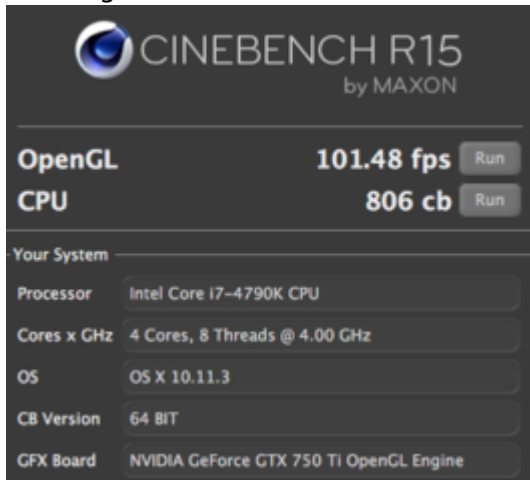 CINEBENCH R15
by MAXON
OpenGL 101.48 fps Run
CPU 806 cb Run
Your System
Processor Intel Core i7-4790K CPU
Cores x GHz 4 Cores, 8 Threads @ 4.00 GHz
OS OS X 10.11.3
CB Version 64 BIT
GFX Board NVIDIA GeForce GTX 750 Ti OpenGL Engine